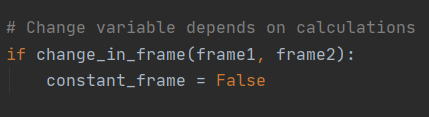 # Change variable depends on calculations
if change_in_frame(frame1, frame2):
    constant_frame = False